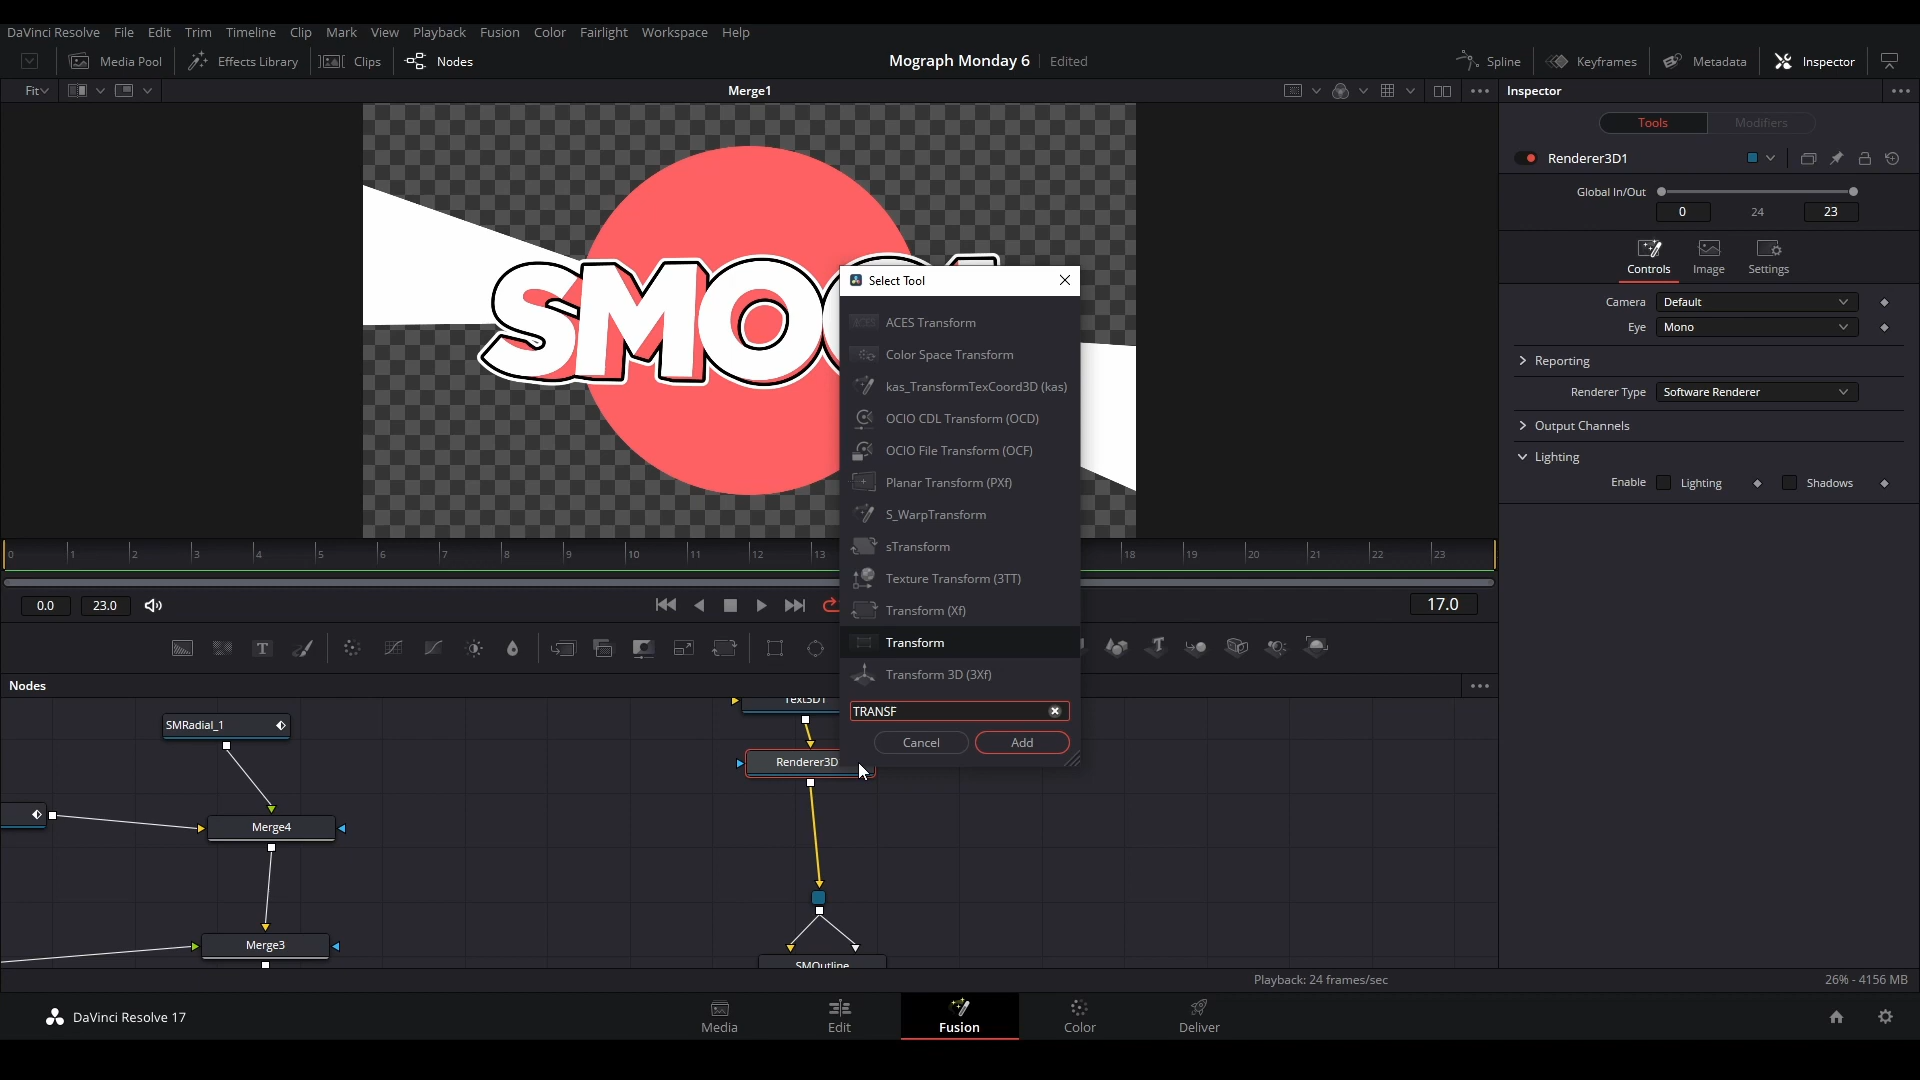 DaVinci Resolve File Edit Trim Timeline Clip Mark View Playback Fusion Color Fairlight Workspace Help
Media Pool Effects Library Clips Nodes Mograph Monday 6 Edited Spline Keyframes Metadata Inspector
Fit Merge1 Inspector
Tools Modifiers
Renderer3D1
Global In/Out
0 24 23
Controls Image Settings
Camera Default
Eye Mono
Reporting
Renderer Type Software Renderer
Output Channels
Lighting
Enable Lighting Shadows
SMOO
Select Tool
ACES Transform
Color Space Transform
kas_TransformTexCoord3D (kas)
OCIO CDL Transform (OCD)
OCIO File Transform (OCF)
Planar Transform (PXf)
S_WarpTransform
sTransform
Texture Transform (3TT)
Transform (Xf)
Transform
Transform 3D (3Xf)
TRANSF
Cancel Add
0 1 2 3 4 5 6 7 8 9 10 11 12 13 18 19 20 21 22 23
0.0 23.0 17.0
Nodes
SMRadial_1
Text3D1
Renderer3D
Merge4
Merge3
SMOutline
Playback: 24 frames/sec 26% - 4156 MB
DaVinci Resolve 17
Media Edit Fusion Color Deliver